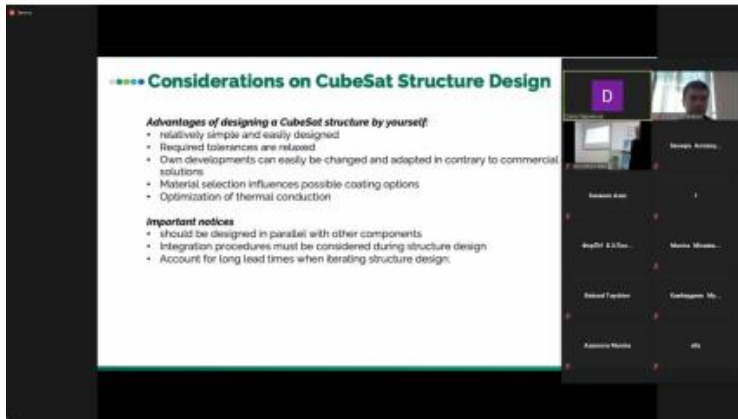 Considerations on CubeSat Structure Design
Advantages of designing a CubeSat structure by yourself:
• relatively simple and easily designed
• Required tolerances are relaxed
• Own developments can easily be changed and adapted in contrary to commercial
solutions
• Material selection influences possible coating options
• Optimization of thermal conduction
Important notices
• should be designed in parallel with other components
• Integration procedures must be considered during structure design
• Account for long lead times when iterating structure design;
D